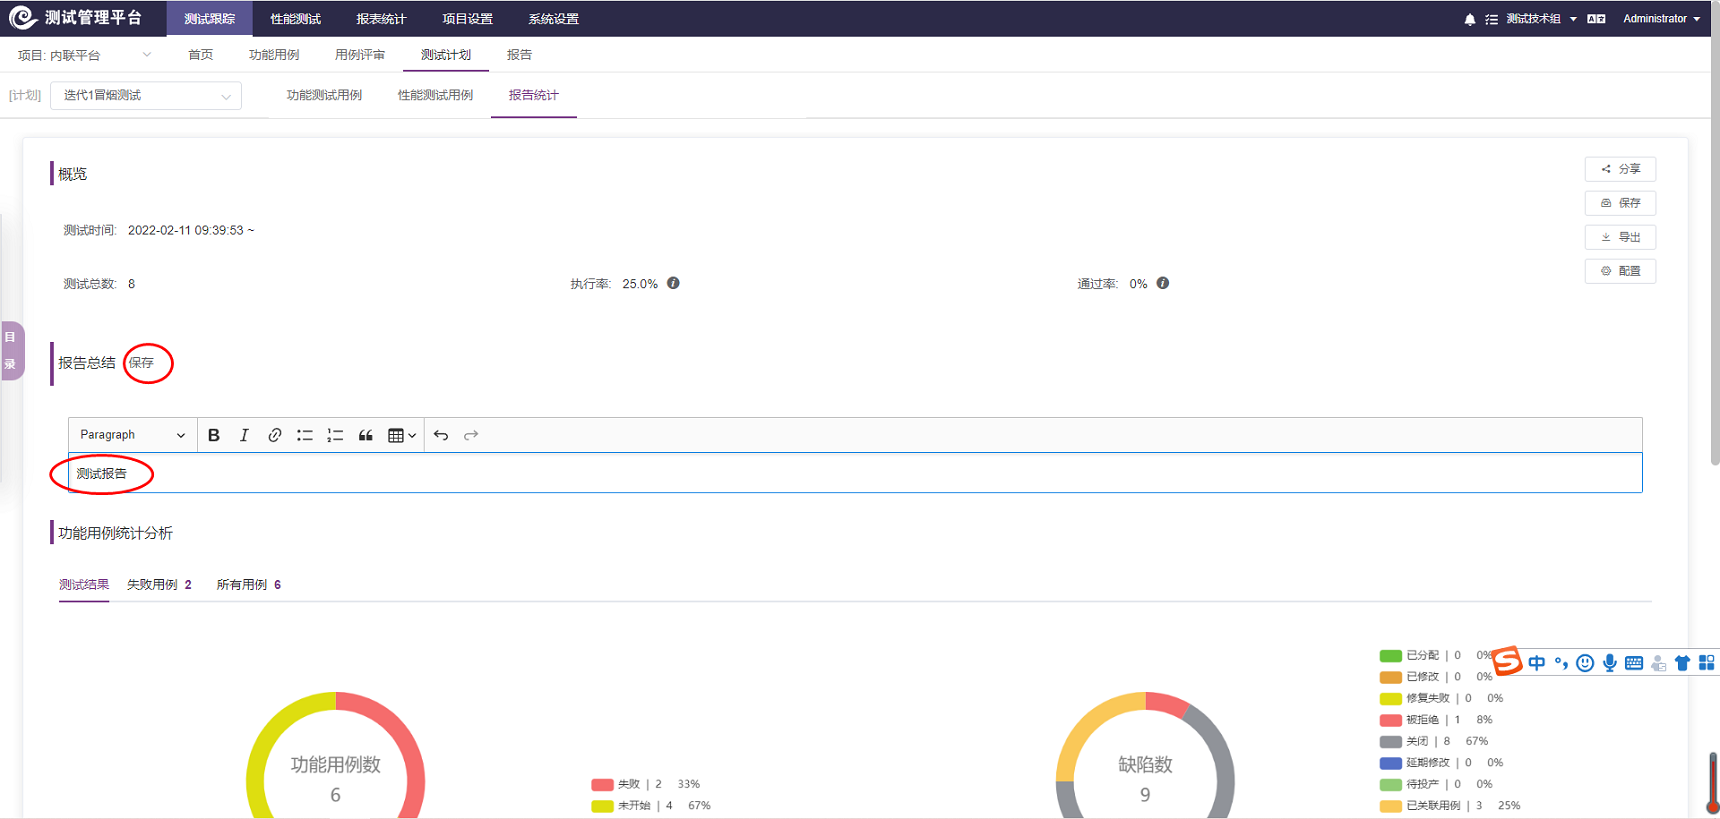 测试管理平台 测试跟踪 性能测试 报表统计 项目设置 系统设置 测试技术组 Administrator
项目: 内联平台 首页 功能用例 用例评审 测试计划 报告
[计划] 迭代1冒烟测试 功能测试用例 性能测试用例 报告统计
概览
分享
保存
导出
配置
测试时间: 2022-02-11 09:39:53 ~
测试总数: 8 执行率: 25.0% 通过率: 0%
目录
报告总结 保存
Paragraph B I
测试报告
功能用例统计分析
测试结果 失败用例 2 所有用例 6
功能用例数
6
失败 | 2 33%
未开始 | 4 67%
缺陷数
9
已分配 | 0 0%
已修改 | 0 0%
修复失败 | 0 0%
被拒绝 | 1 8%
关闭 | 8 67%
延期修改 | 0 0%
待投产 | 0 0%
已关联用例 | 3 25%
S 中